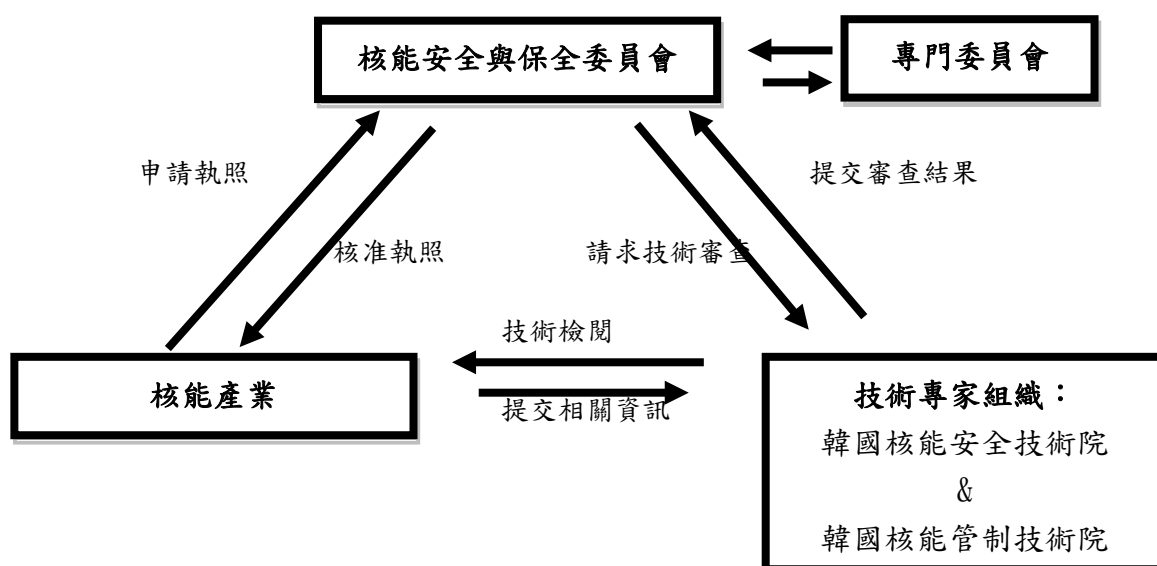 核能安全與保全委員會
專門委員會
申請執照
提交審查結果
核准執照
請求技術審查
技術檢閱
核能產業
提交相關資訊
技術專家組織：
韓國核能安全技術院
&
韓國核能管制技術院